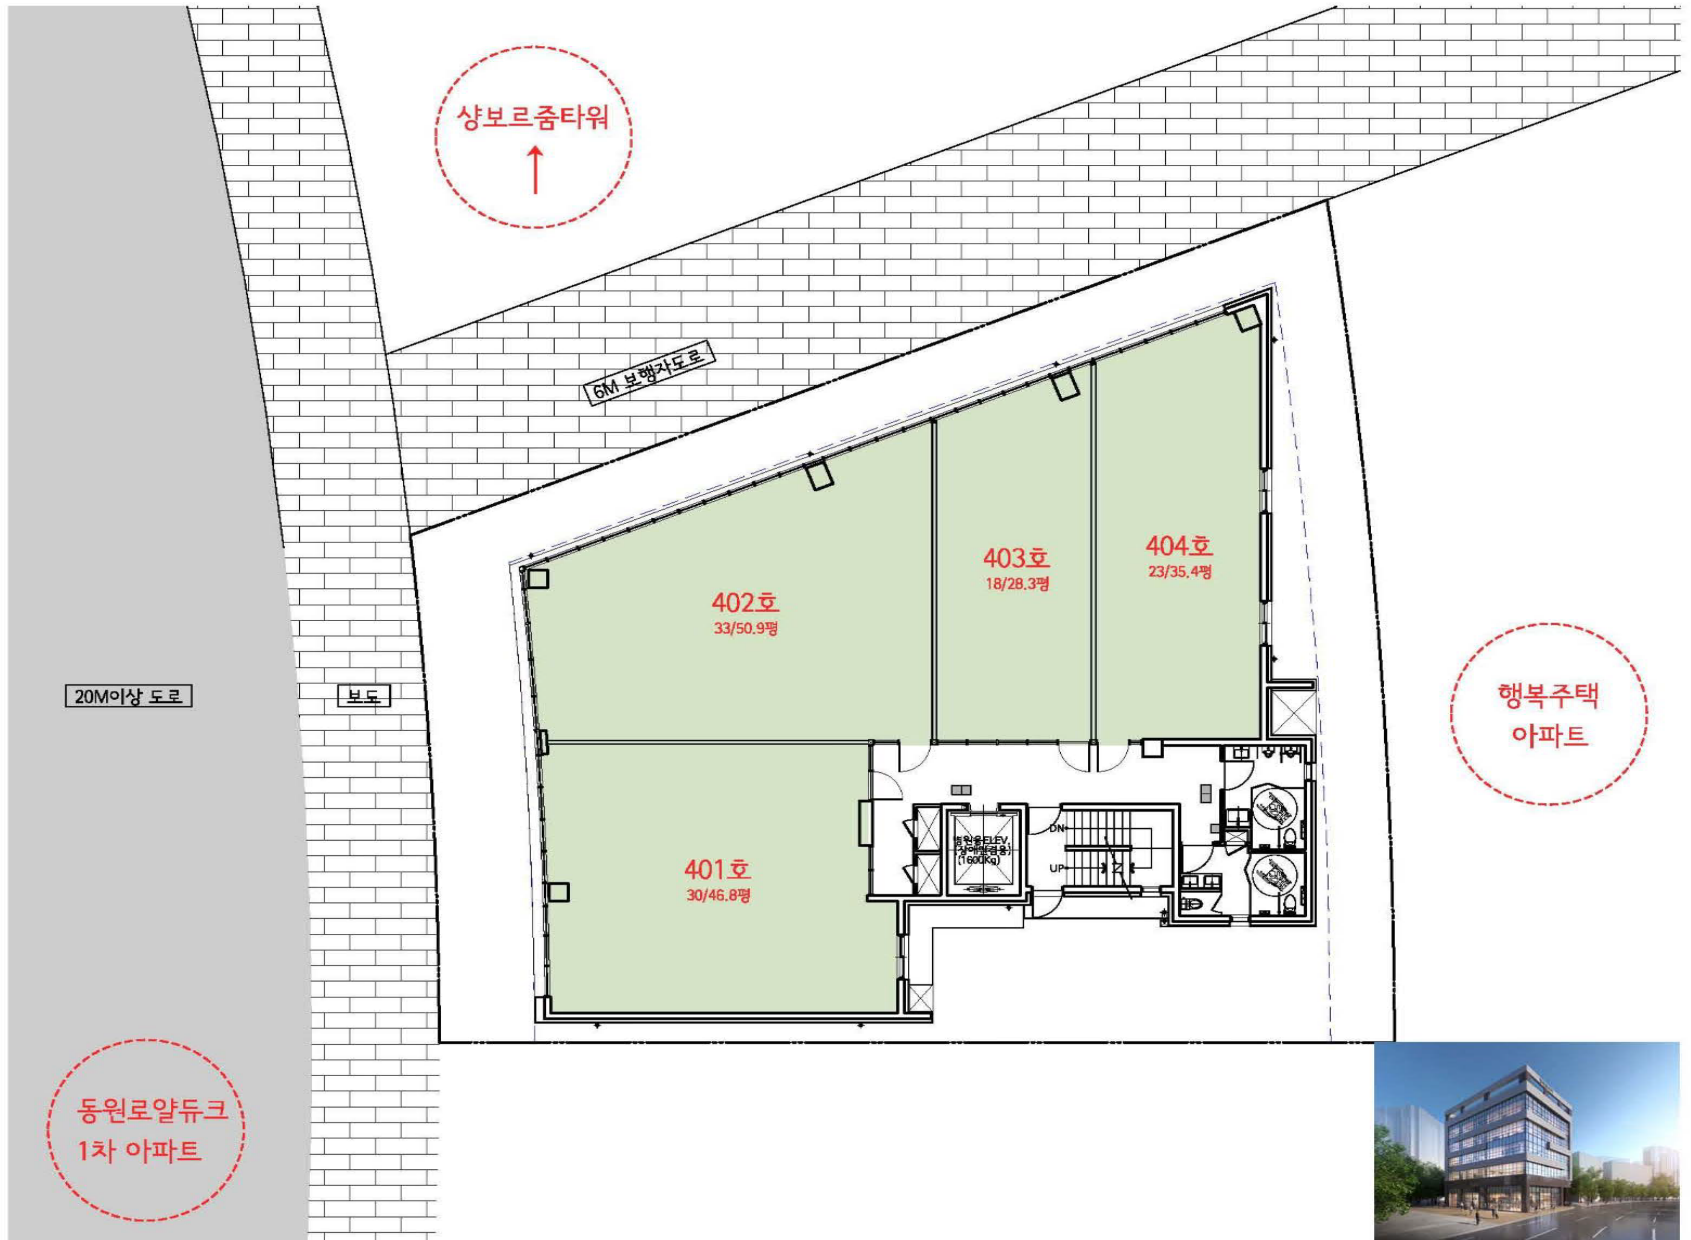 샹보르줌타워
6M 보행자도로
403호
18/28.3평
404호
23/35.4평
402호
33/50.9평
20M이상 도로
보도
행복주택
아파트
DN
(1600Kg)
UP
401호
30/46.8평
동원로얄듀크
1차 아파트